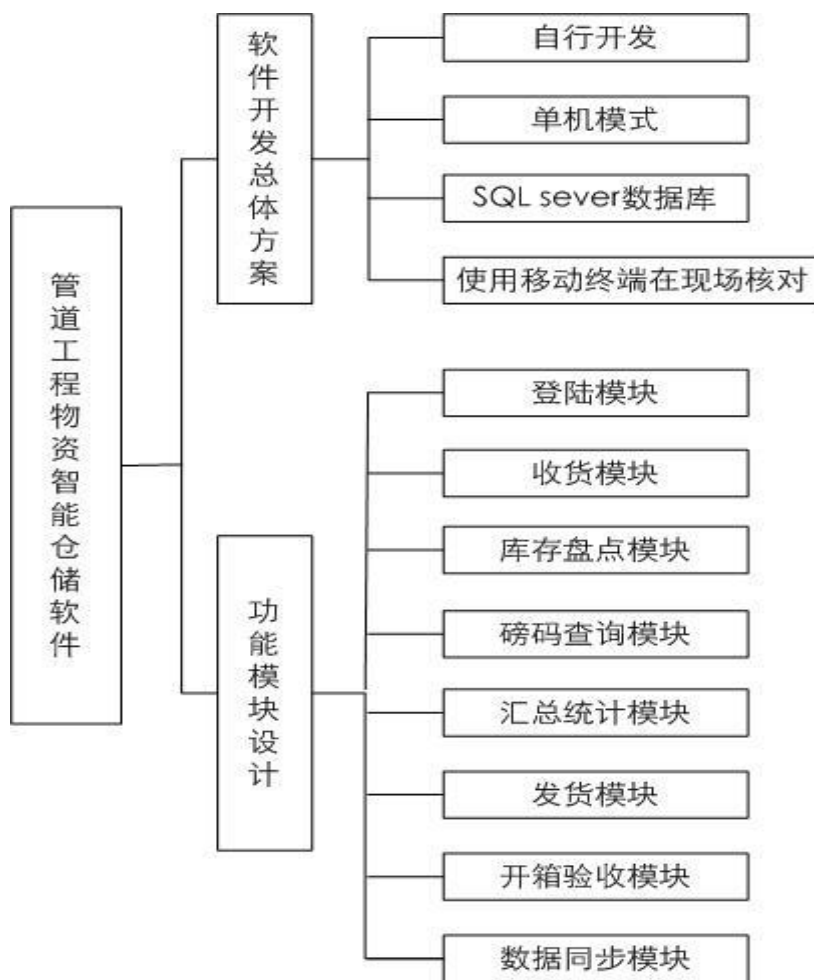 管道工程物资智能仓储软件
软件开发总体方案
自行开发
单机模式
SQL sever数据库
使用移动终端在现场核对
功能模块设计
登陆模块
收货模块
库存盘点模块
磅码查询模块
汇总统计模块
发货模块
开箱验收模块
数据同步模块